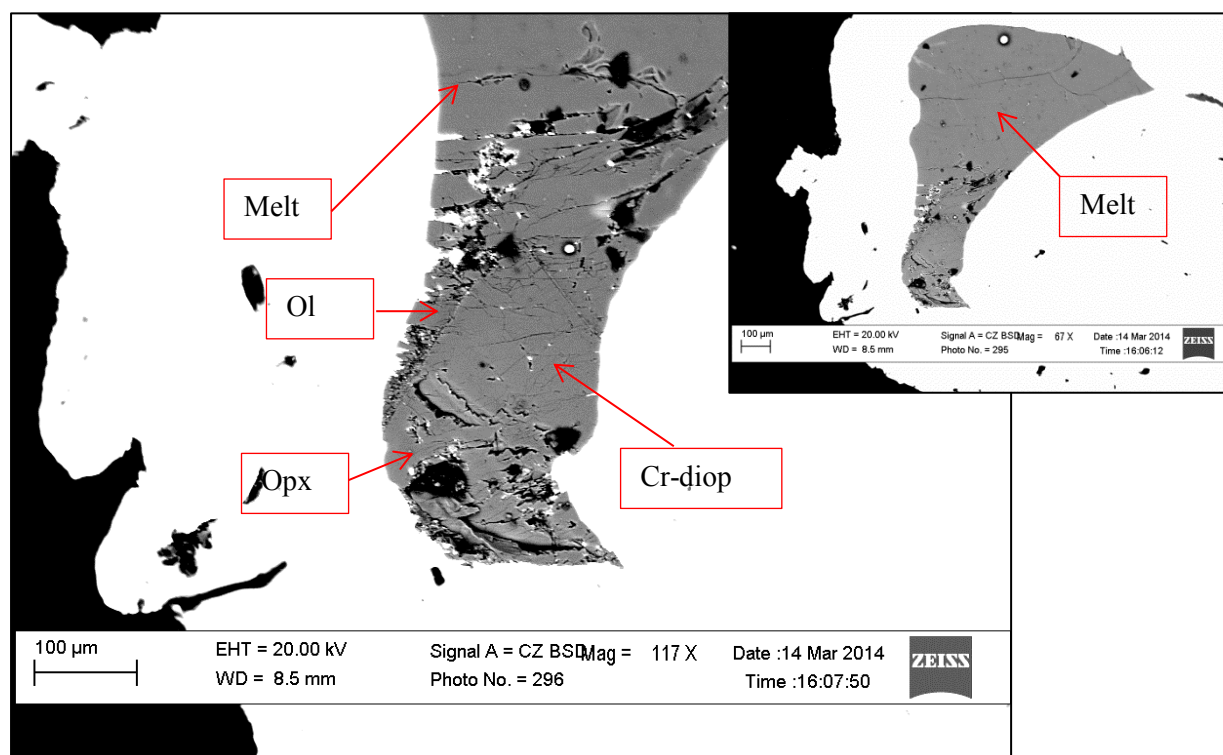 Melt
Ol
Opx
Cr-diop
100 µm
EHT = 20.00 kV
WD = 8.5 mm
Signal A = CZ BSD
Photo No. = 296
Mag = 117 X
Date :14 Mar 2014
Time :16:07:50
ZEISS
Melt
100 µm
EHT = 20.00 kV
WD = 8.5 mm
Signal A = CZ BSD
Photo No. = 295
Mag = 67 X
Date :14 Mar 2014
Time :16:06:12
ZEISS